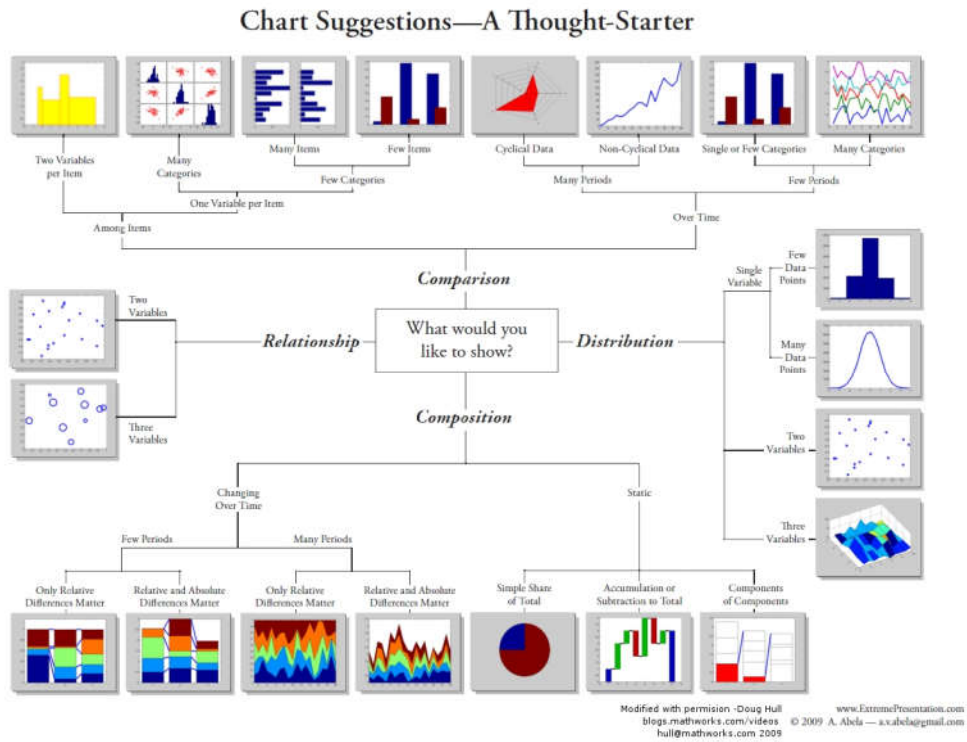 Chart Suggestions—A Thought-Starter
Two Variables
per Item
Many
Categories
Many Items
Few Items
Cyclical Data
Non-Cyclical Data
Single or Few Categories
Many Categories
Few Categories
Many Periods
Few Periods
One Variable per Item
Over Time
Among Items
Comparison
Few
Data
Points
Single
Variable
Two
Variables
Relationship
What would you
like to show?
Distribution
Many
Data
Points
Three
Variables
Composition
Two
Variables
Changing
Over Time
Static
Three
Variables
Few Periods
Many Periods
Only Relative
Differences Matter
Relative and Absolute
Differences Matter
Only Relative
Differences Matter
Relative and Absolute
Differences Matter
Simple Share
of Total
Accumulation or
Subtraction to Total
Components
of Components
Modified with permision -Doug Hull
blogs.mathworks.com/videos
hull@mathworks.com 2009
www.ExtremePresentation.com
© 2009 A. Abela — a.v.abela@gmail.com